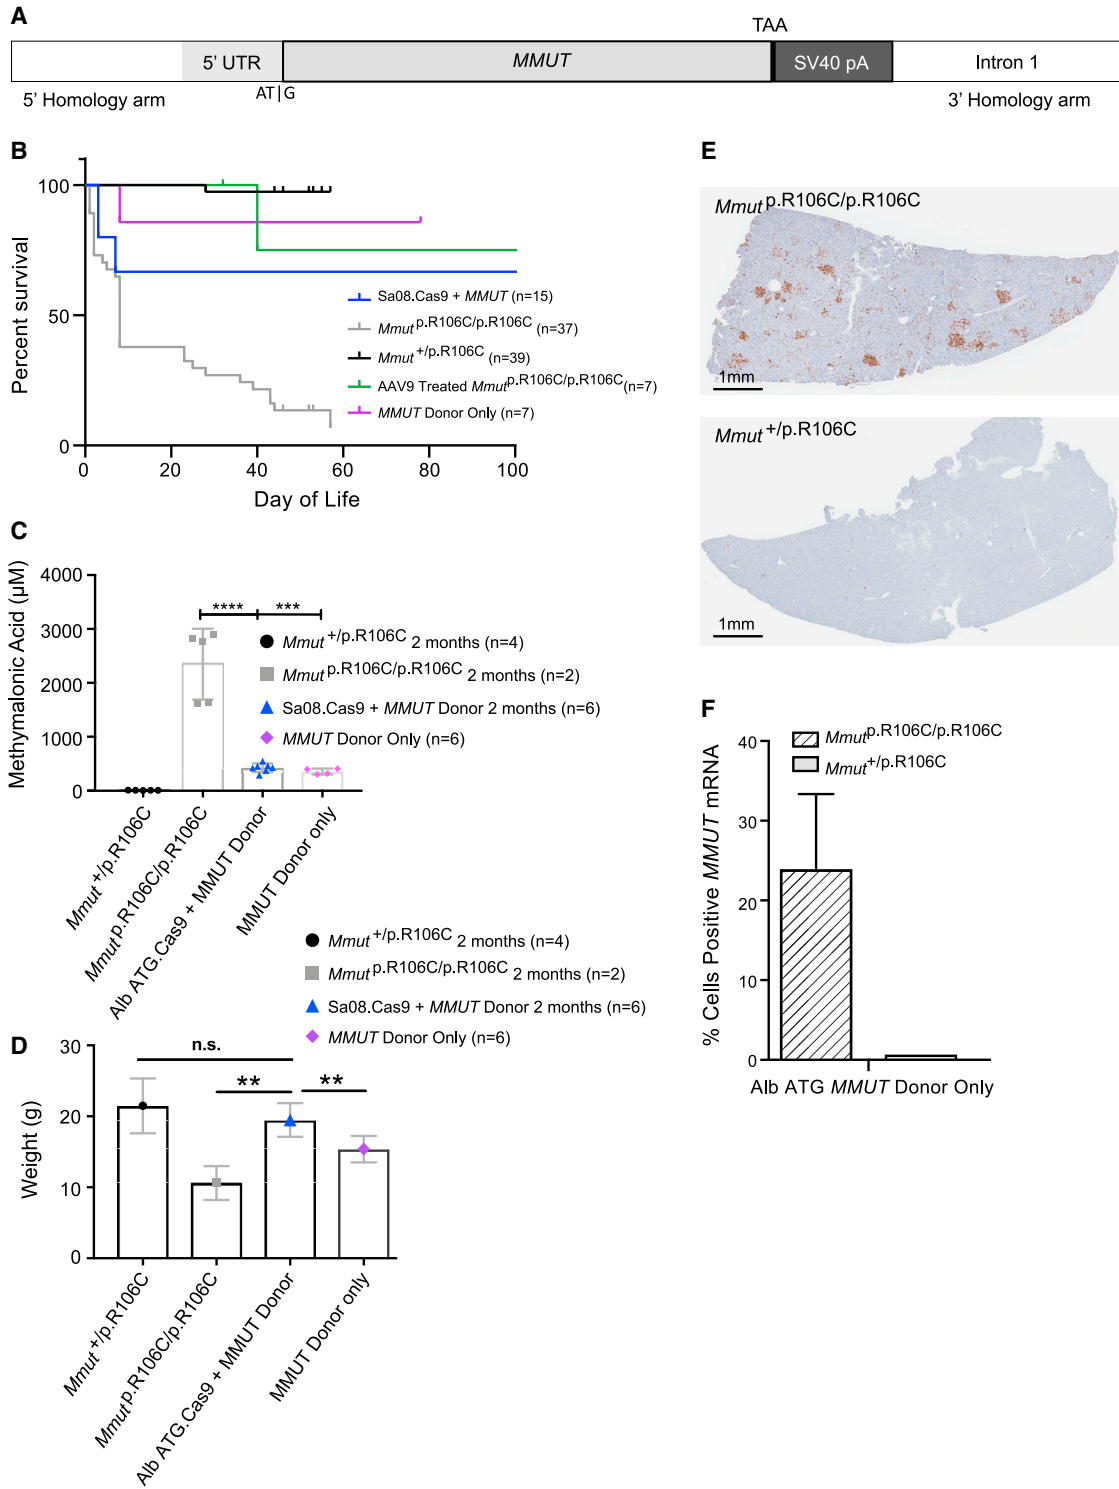 A
TAA
5' UTR
MMUT
SV40 pA
Intron 1
AT|G
5' Homology arm
3' Homology arm
B
Percent survival
100
50
0
0 20 40 60 80 100
Day of Life
Sa08.Cas9 + MMUT (n=15)
Mmut p.R106C/p.R106C (n=37)
Mmut +/p.R106C (n=39)
AAV9 Treated Mmut p.R106C/p.R106C (n=7)
MMUT Donor Only (n=7)
C
Methymalonic Acid (µM)
4000
3000
2000
1000
0
**** ***
Mmut +/p.R106C 2 months (n=4)
Mmut p.R106C/p.R106C 2 months (n=2)
Sa08.Cas9 + MMUT Donor 2 months (n=6)
MMUT Donor Only (n=6)
Mmut +/p.R106C
Mmut p.R106C/p.R106C
Alb ATG.Cas9 + MMUT Donor
MMUT Donor only
Mmut +/p.R106C 2 months (n=4)
Mmut p.R106C/p.R106C 2 months (n=2)
Sa08.Cas9 + MMUT Donor 2 months (n=6)
MMUT Donor Only (n=6)
D
Weight (g)
30
20
10
0
n.s.
** **
Mmut +/p.R106C
Mmut p.R106C/p.R106C
Alb ATG.Cas9 + MMUT Donor
MMUT Donor only
E
Mmut p.R106C/p.R106C
1mm
Mmut +/p.R106C
1mm
F
% Cells Positive MMUT mRNA
40
30
20
10
0
Mmut p.R106C/p.R106C
Mmut +/p.R106C
Alb ATG MMUT Donor Only